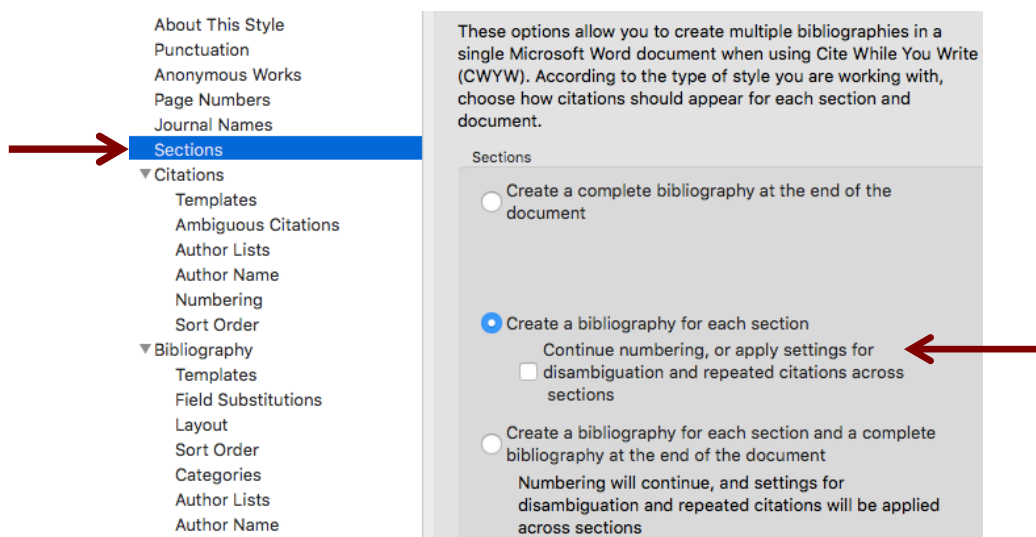 About This Style
Punctuation
Anonymous Works
Page Numbers
Journal Names
Sections
Citations
Templates
Ambiguous Citations
Author Lists
Author Name
Numbering
Sort Order
Bibliography
Templates
Field Substitutions
Layout
Sort Order
Categories
Author Lists
Author Name
These options allow you to create multiple bibliographies in a
single Microsoft Word document when using Cite While You Write
(CWYW). According to the type of style you are working with,
choose how citations should appear for each section and
document.
Sections
Create a complete bibliography at the end of the
document
Create a bibliography for each section
Continue numbering, or apply settings for
disambiguation and repeated citations across
sections
Create a bibliography for each section and a complete
bibliography at the end of the document
Numbering will continue, and settings for
disambiguation and repeated citations will be applied
across sections